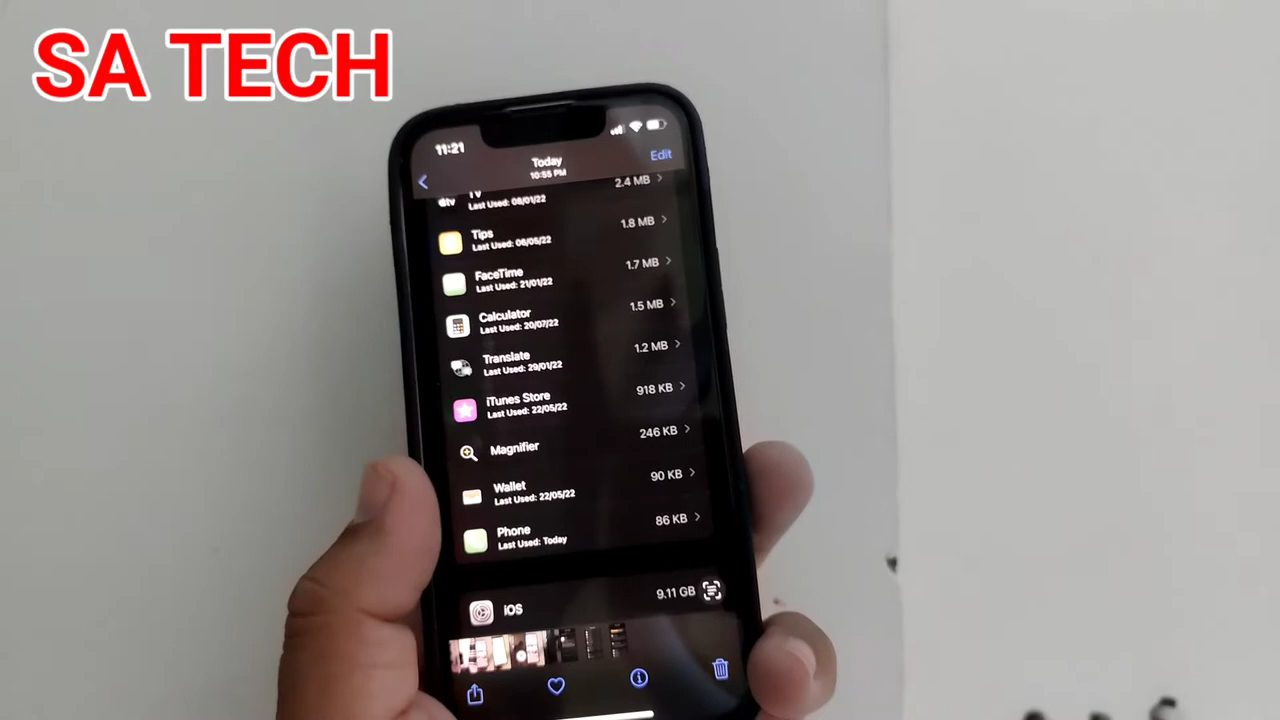 SA TECH
11:21
Today
10:55 PM
Edit
tv TV 2.4 MB
Last Used: 08/01/22
Tips 1.8 MB
Last Used: 06/05/22
FaceTime 1.7 MB
Last Used: 21/01/22
Calculator 1.5 MB
Last Used: 20/07/22
Translate 1.2 MB
Last Used: 29/01/22
iTunes Store 918 KB
Last Used: 22/05/22
Magnifier 246 KB
Wallet 90 KB
Last Used: 22/05/22
Phone 86 KB
Last Used: Today
iOS 9.11 GB